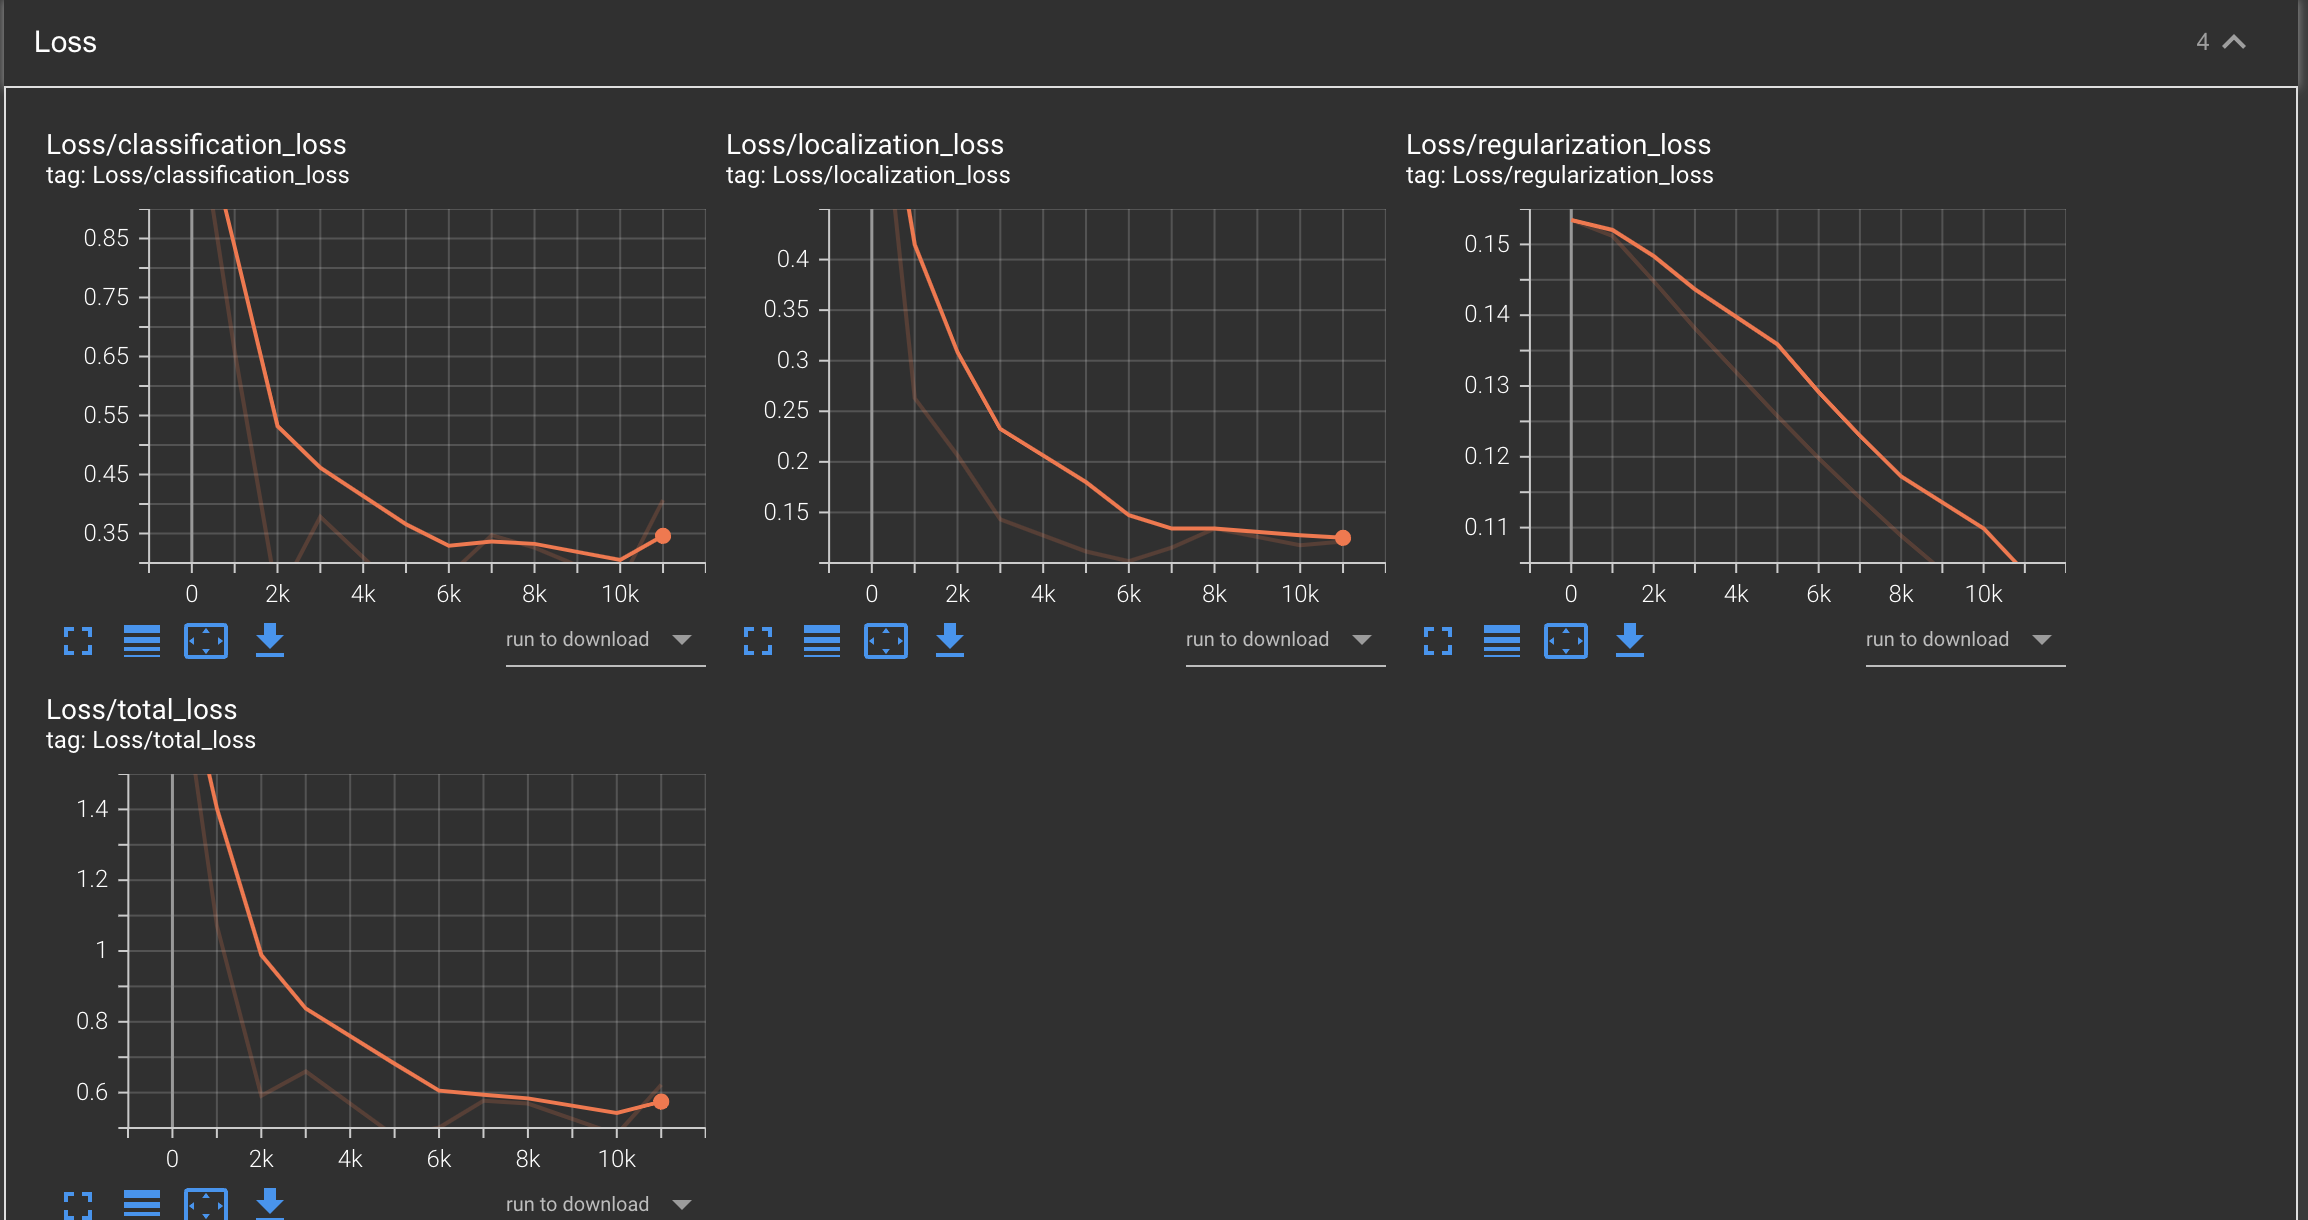 Loss
4
Loss/classification_loss
tag: Loss/classification_loss
0.85
0.75
0.65
0.55
0.45
0.35
0 2k 4k 6k 8k 10k
run to download
Loss/localization_loss
tag: Loss/localization_loss
0.4
0.35
0.3
0.25
0.2
0.15
0 2k 4k 6k 8k 10k
run to download
Loss/regularization_loss
tag: Loss/regularization_loss
0.15
0.14
0.13
0.12
0.11
0 2k 4k 6k 8k 10k
run to download
Loss/total_loss
tag: Loss/total_loss
1.4
1.2
1
0.8
0.6
0 2k 4k 6k 8k 10k
run to download